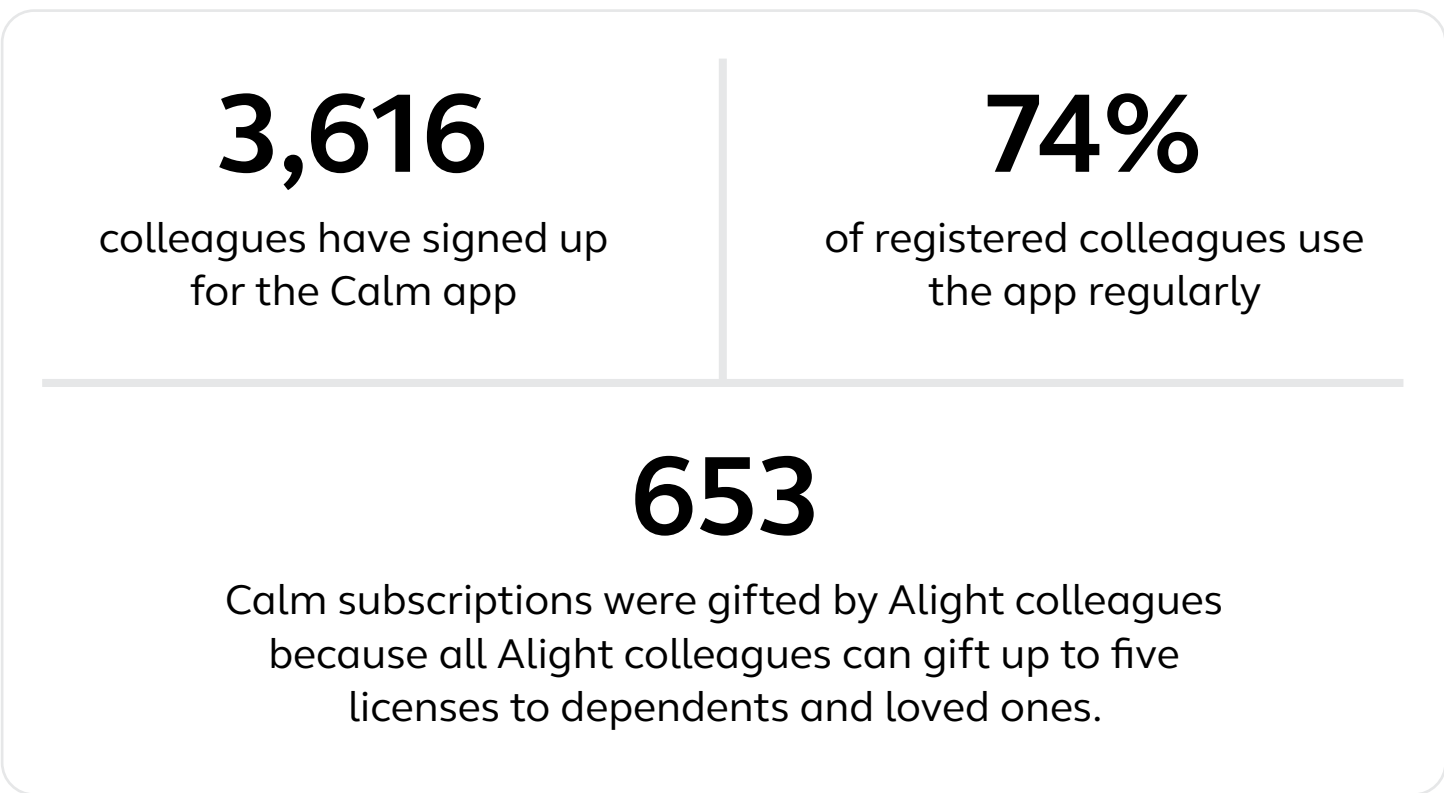 3,616
colleagues have signed up
for the Calm app
74%
of registered colleagues use
the app regularly
653
Calm subscriptions were gifted by Alight colleagues
because all Alight colleagues can gift up to five
licenses to dependents and loved ones.